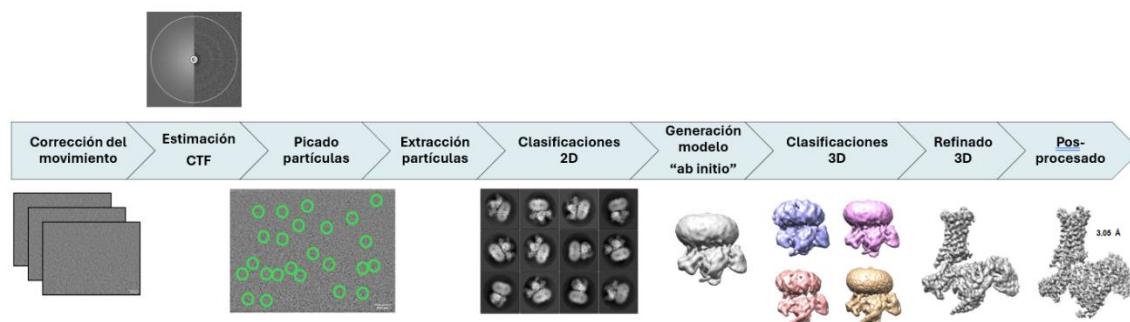 Corrección del
movimiento
Estimación
CTF
Picado
partículas
Extracción
partículas
Clasificaciones
2D
Generación
modelo
“ab initio”
Clasificaciones
3D
Refinado
3D
Pos-
procesado
3.05 Å